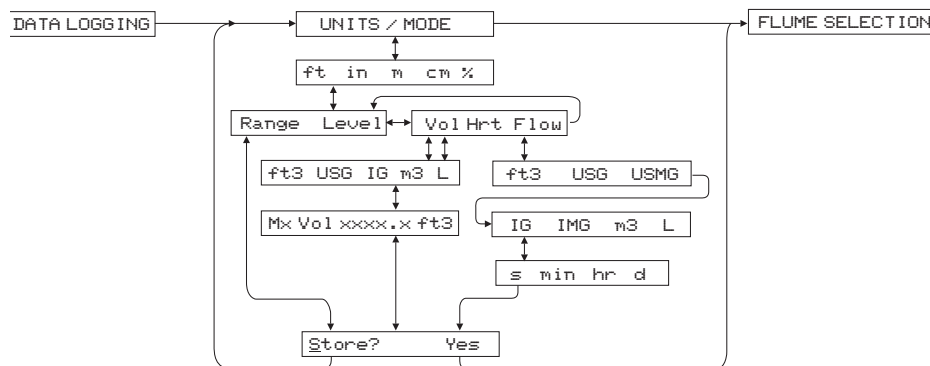 DATA LOGGING
UNITS / MODE
FLUME SELECTION
ft in m cm %
Range Level
Vol Hrt Flow
ft3 USG IG m3 L
ft3 USG USMG
Mx Vol xxxx.x ft3
IG IMG m3 L
s min hr d
Store? Yes